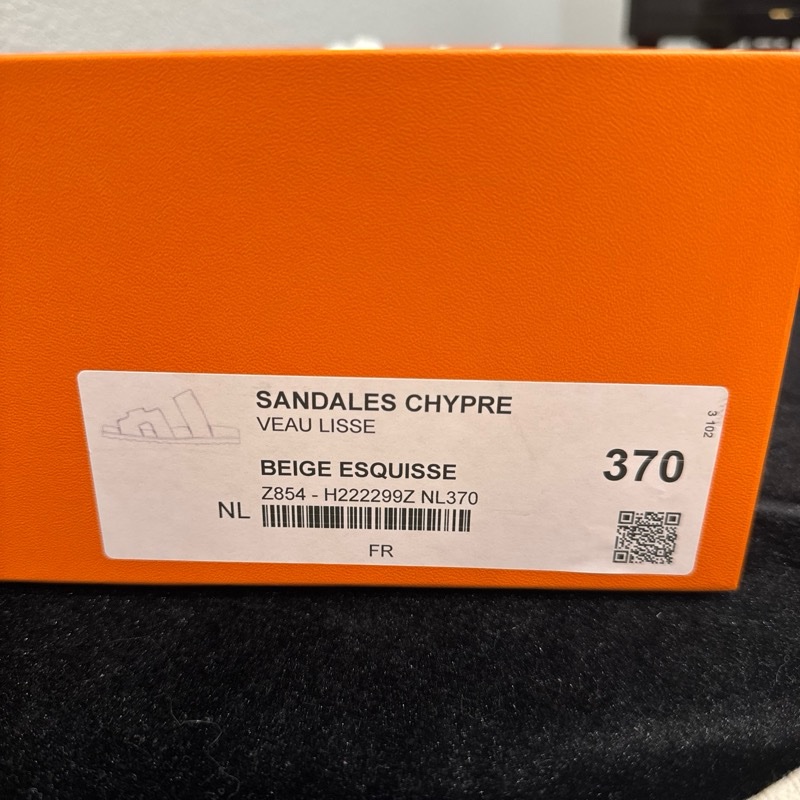 SANDALES CHYPRE
VEAU LISSE
3 102
BEIGE ESQUISSE
370
Z854 - H222299Z NL370
NL
FR